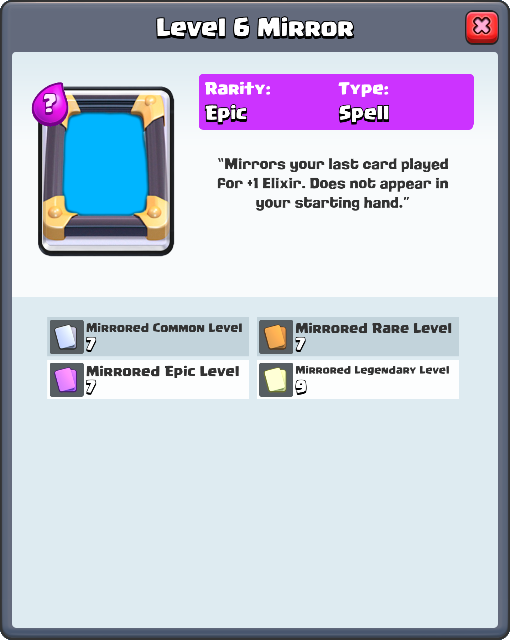 Level 6 Mirror
?
Rarity:
Type:
Epic
Spell
"Mirrors your last card played
for +1 Elixir. Does not appear in
your starting hand."
Mirrored Common Level
7
Mirrored Rare Level
7
Mirrored Epic Level
7
Mirrored Legendary Level
9